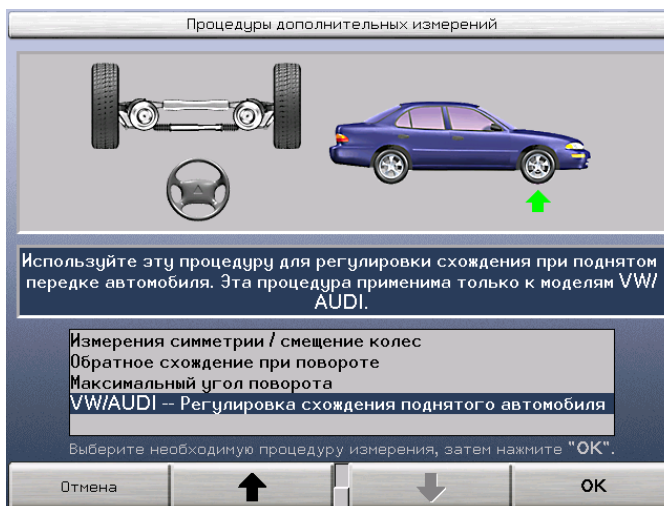 Процедуры дополнительных измерений
Используйте эту процедуру для регулировки схождения при поднятом
передке автомобиля. Эта процедура применима только к моделям VW/
AUDI.
Измерения симметрии / смещение колес
Обратное схождение при повороте
Максимальный угол поворота
VW/AUDI -- Регулировка схождения поднятого автомобиля
Выберите необходимую процедуру измерения, затем нажмите "OK".
Отмена
OK